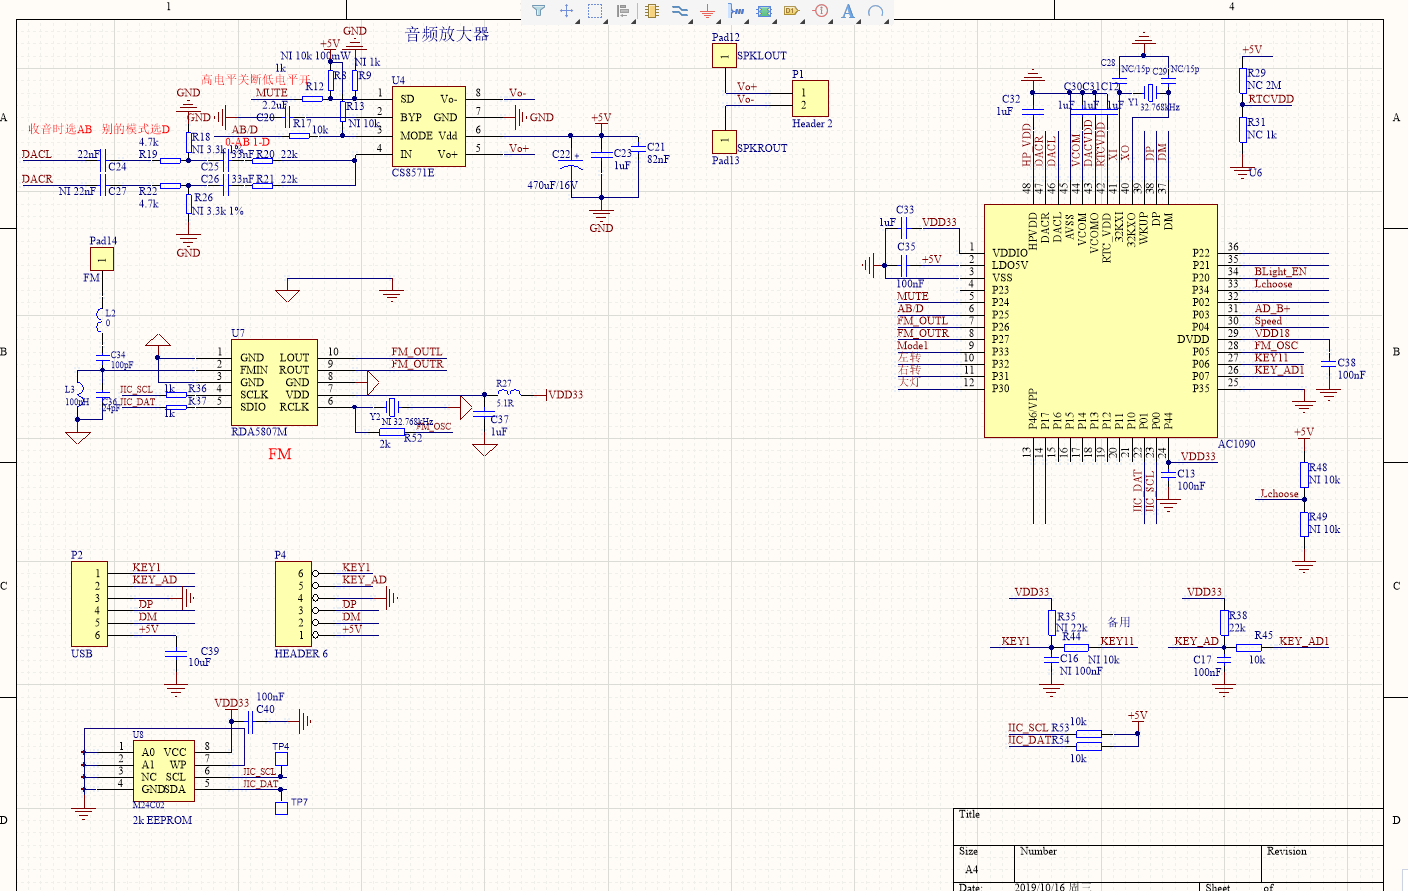 1
4
音频放大器
GND
+5V
NI 10k 100mW
NI 1k
高电平关断低电平开
1k
R8
R9
U4
R12
MUTE
2.2uF
C20
R13
NI 10k
R17
10k
GND
GND
AB/D
0-AB 1-D
收音时选AB 别的模式选D
4.7k
R18
NI 3.3k 1%
DACL
22nF
C24
R19
33nF
C25
R20
22k
DACR
NI 22nF
C27
R22
4.7k
C26
33nF
R21
22k
R26
NI 3.3k 1%
GND
1
2
3
4
SD
BYP
MODE
IN
Vo-
GND
Vdd
Vo+
8
7
6
5
CS8571E
Vo-
GND
Vo+
+5V
C22
470uF/16V
C23
1uF
C21
82nF
GND
Pad12
1
SPKLOUT
Vo+
Vo-
P1
1
2
Header 2
1
SPKROUT
Pad13
C28
NC/15p
C29
NC/15p
Y1
32.768kHz
C32
1uF
C30
C31
C12
1uF
1uF
1uF
HP_VDD
DACR
DACL
VCOM
DACVDD
RTCVDD
XI
XO
DP
DM
48
47
46
45
44
43
42
41
40
39
38
37
+5V
R29
NC 2M
RTCVDD
R31
NC 1k
U6
A
A
C33
1uF
VDD33
C35
+5V
100nF
MUTE
AB/D
FM_OUTL
FM_OUTR
Mode1
左转
右转
大灯
1
2
3
4
5
6
7
8
9
10
11
12
VDDIO
LDO5V
VSS
P23
P24
P25
P26
P27
P33
P32
P31
P30
HPVDD
DACR
DACL
AVSS
VCOM
VCOMO
RTC_VDD
32KXI
32KXO
WKUP
DP
DM
P22
P21
P20
P34
P02
P03
P04
DVDD
P05
P06
P07
P35
36
35
34
33
32
31
30
29
28
27
26
25
BLight_EN
Lchoose
AD_B+
Speed
VDD18
FM_OSC
KEY11
KEY_AD1
C38
100nF
P46/VPP
P17
P16
P15
P14
P13
P12
P11
P10
P01
P00
P44
13
14
15
16
17
18
19
20
21
22
23
24
AC1090
IIC_DAT
IIC_SCL
VDD33
C13
100nF
+5V
R48
NI 10k
Lchoose
R49
NI 10k
B
B
Pad14
1
FM
L2
0
C34
100pF
L3
100nH
C36
24pF
IIC_SCL
IIC_DAT
1k
R36
R37
1k
U7
1
2
3
4
5
GND
FMIN
GND
SCLK
SDIO
LOUT
ROUT
GND
VDD
RCLK
10
9
8
7
6
RDA5807M
FM_OUTL
FM_OUTR
Y2
NI 32.768kHz
FM_OSC
2k
R52
R27
5.1R
VDD33
C37
1uF
FM
P2
1
2
3
4
5
6
USB
KEY1
KEY_AD
DP
DM
+5V
C39
10uF
P4
6
5
4
3
2
1
HEADER 6
KEY1
KEY_AD
DP
DM
+5V
C
C
VDD33
R35
NI 22k
R44
KEY1
KEY11
NI 10k
C16
NI 100nF
备用
VDD33
R38
22k
R45
KEY_AD
KEY_AD1
10k
C17
100nF
+5V
10k
IIC_SCL
R53
IIC_DAT
R54
10k
VDD33
100nF
C40
U8
1
2
3
4
A0
A1
NC
GND
VCC
WP
SCL
SDA
8
7
6
5
M24C02
2k EEPROM
TP4
IIC_SCL
IIC_DAT
TP7
D
D
Title
Size
Number
Revision
A4
Date:
2019/10/16 周三
Sheet
of
D1
1
A